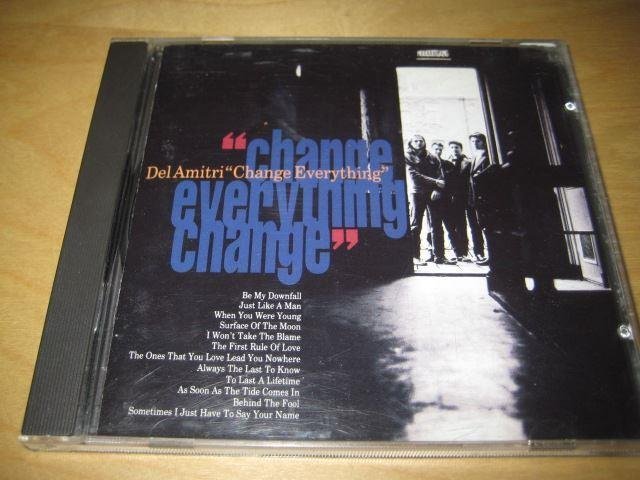 “change
Del Amitri “Change Everything”
everything
change”
Be My Downfall
Just Like A Man
When You Were Young
Surface Of The Moon
I Won't Take The Blame
The First Rule Of Love
The Ones That You Love Lead You Nowhere
Always The Last To Know
To Last A Lifetime
As Soon As The Tide Comes In
Behind The Fool
Sometimes I Just Have To Say Your Name